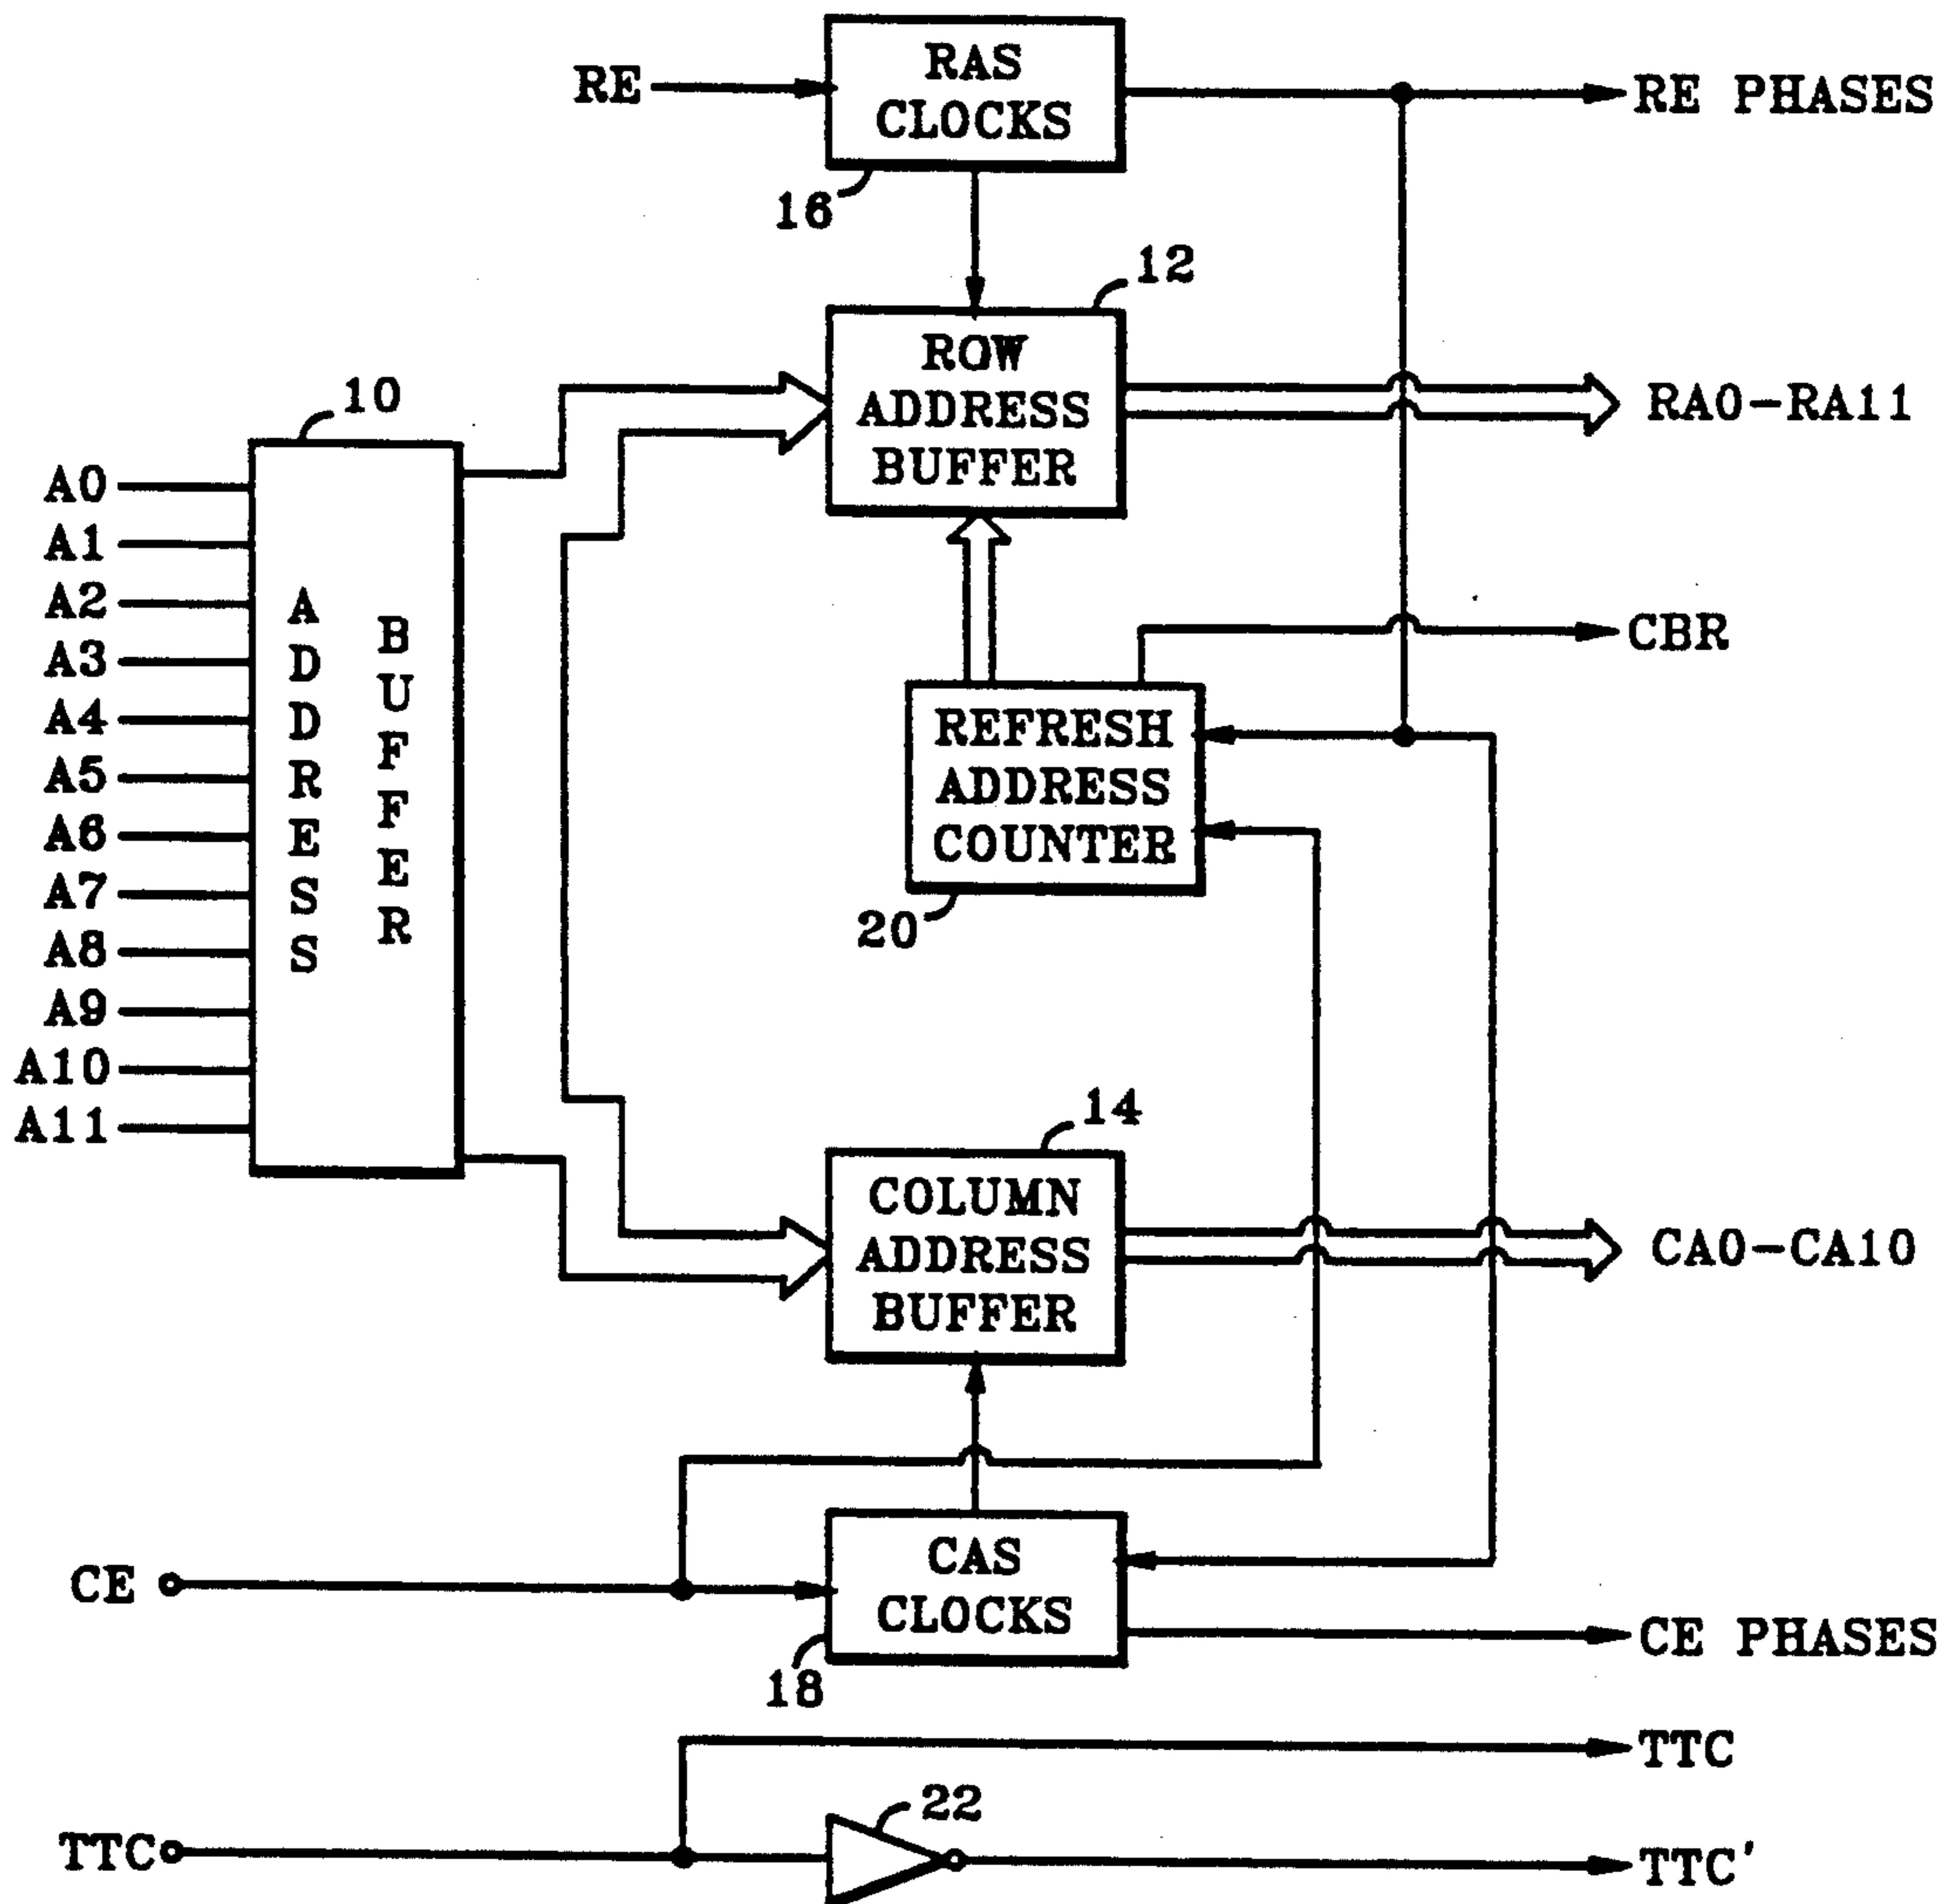 RE
RAS
CLOCKS
RE PHASES
16
12
ROW
ADDRESS
BUFFER
RA0-RA11
10
A0
A1
A2
A3
A4
A5
A6
A7
A8
A9
A10
A11
ADDRESS
BUFFER
CBR
REFRESH
ADDRESS
COUNTER
20
14
COLUMN
ADDRESS
BUFFER
CA0-CA10
CE
CAS
CLOCKS
18
CE PHASES
TTC
22
TTC
TTC'